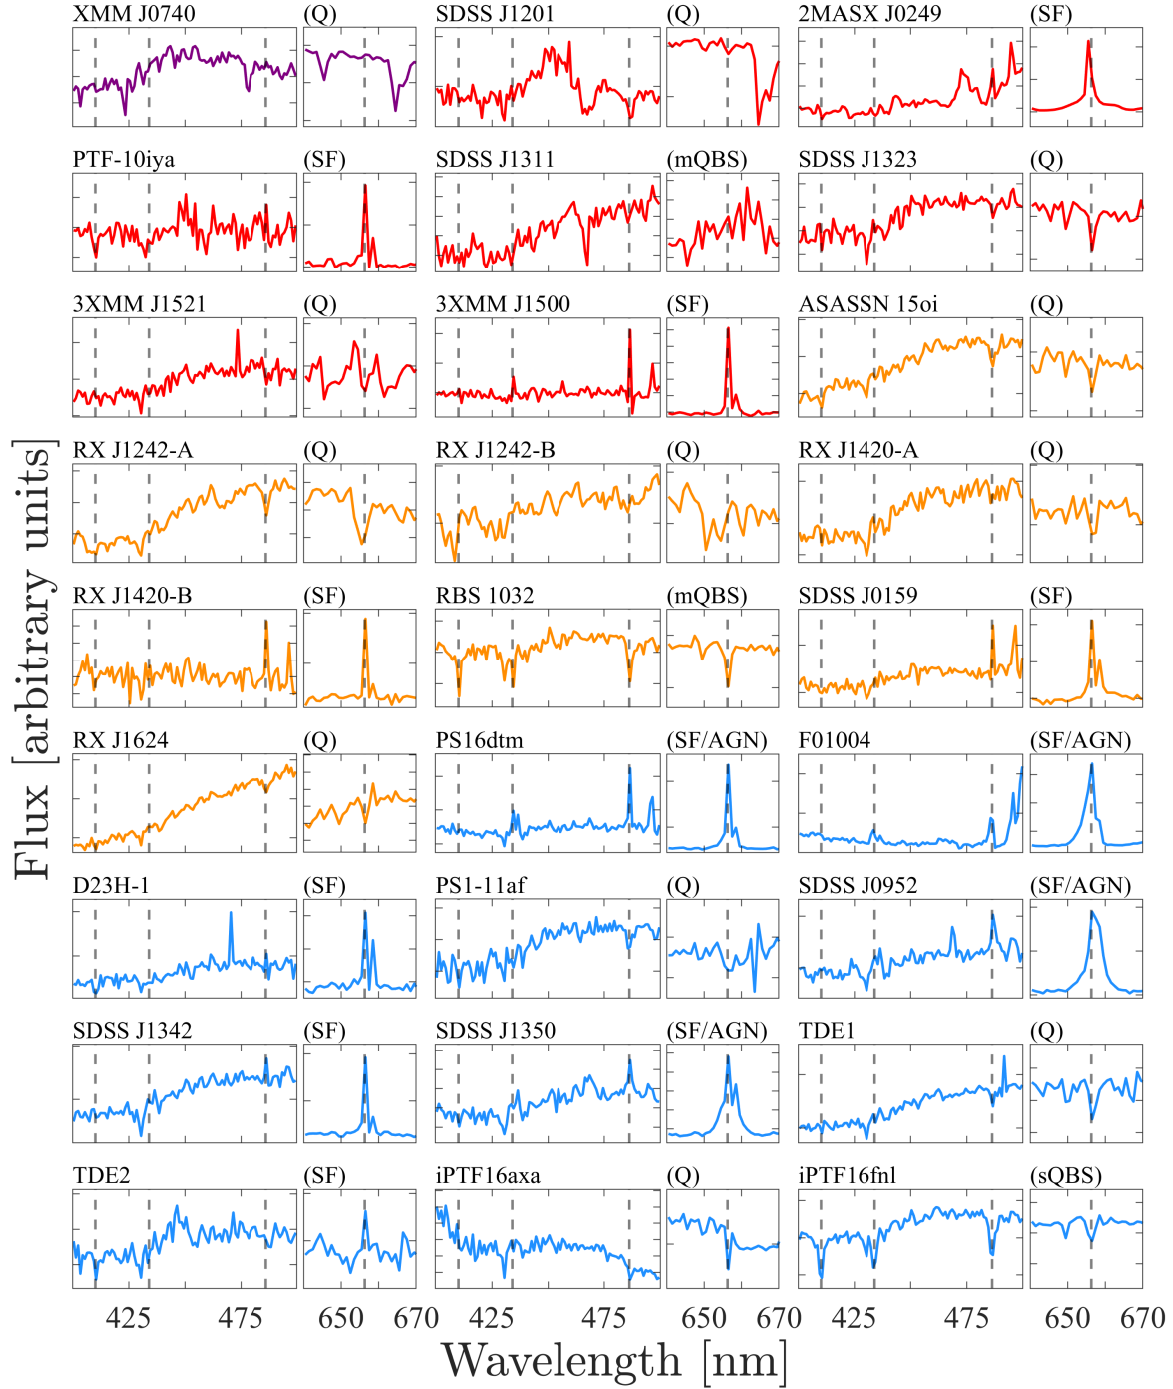 XMM J0740 (Q) SDSS J1201 (Q) 2MASX J0249 (SF)
PTF-10iya (SF) SDSS J1311 (mQBS) SDSS J1323 (Q)
3XMM J1521 (Q) 3XMM J1500 (SF) ASASSN 15oi (Q)
RX J1242-A (Q) RX J1242-B (Q) RX J1420-A (Q)
RX J1420-B (SF) RBS 1032 (mQBS) SDSS J0159 (SF)
RX J1624 (Q) PS16dtm (SF/AGN) F01004 (SF/AGN)
D23H-1 (SF) PS1-11af (Q) SDSS J0952 (SF/AGN)
SDSS J1342 (SF) SDSS J1350 (SF/AGN) TDE1 (Q)
TDE2 (SF) iPTF16axa (Q) iPTF16fnl (sQBS)
425 475 650 670 425 475 650 670 425 475 650 670
Wavelength [nm]
Flux [arbitrary units]